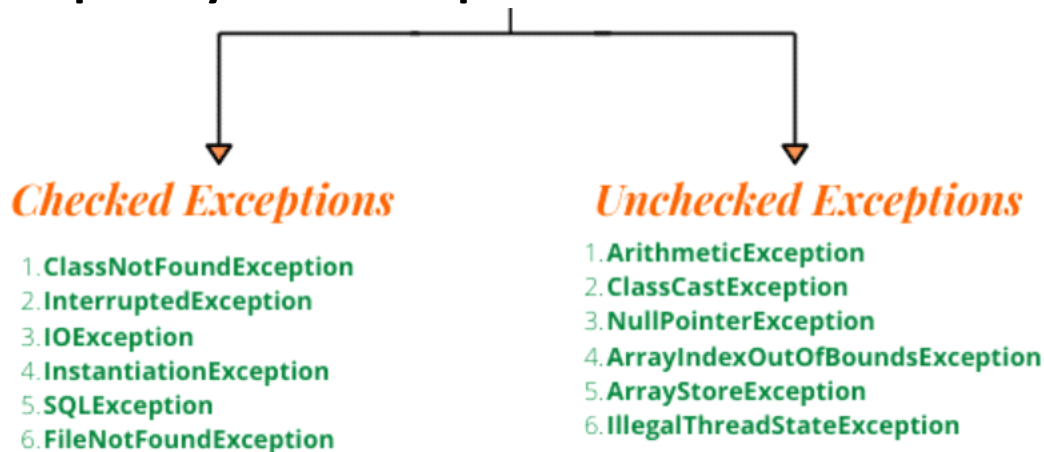 Checked Exceptions
1.ClassNotFoundException
2.InterruptedException
3.IOException
4.InstantiationException
5.SQLException
6.FileNotFoundException
Unchecked Exceptions
1.ArithmeticException
2.ClassCastException
3.NullPointerException
4.ArrayIndexOutOfBoundsException
5.ArrayStoreException
6.IllegalThreadStateException